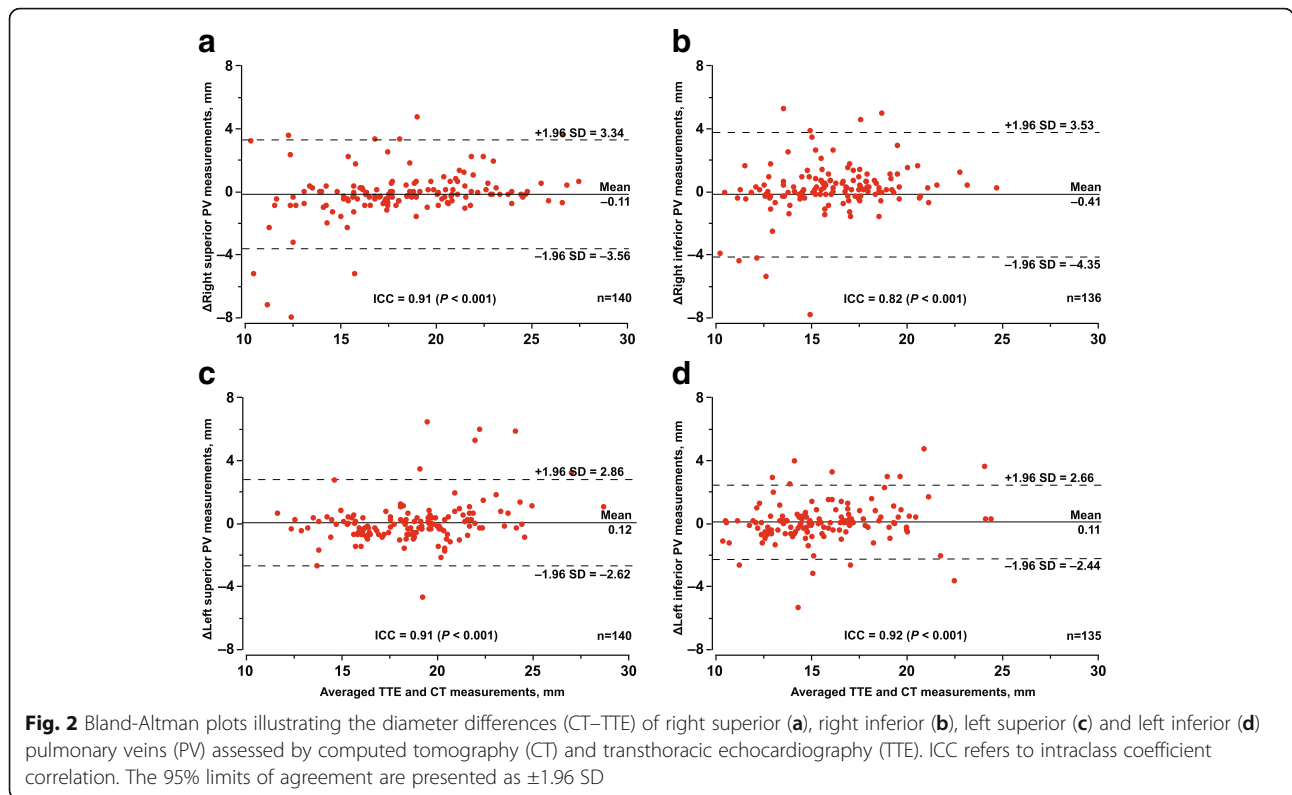 a
8
4
0
–4
–8
ΔRight superior PV measurements, mm
+1.96 SD = 3.34
Mean
–0.11
–1.96 SD = –3.56
ICC = 0.91 (P < 0.001)
n=140
10 15 20 25 30
b
8
4
0
–4
–8
ΔRight inferior PV measurements, mm
+1.96 SD = 3.53
Mean
–0.41
–1.96 SD = –4.35
ICC = 0.82 (P < 0.001)
n=136
10 15 20 25 30
c
8
4
0
–4
–8
ΔLeft superior PV measurements, mm
+1.96 SD = 2.86
Mean
0.12
–1.96 SD = –2.62
ICC = 0.91 (P < 0.001)
n=140
10 15 20 25 30
Averaged TTE and CT measurements, mm
d
8
4
0
–4
–8
ΔLeft inferior PV measurements, mm
+1.96 SD = 2.66
Mean
0.11
–1.96 SD = –2.44
ICC = 0.92 (P < 0.001)
n=135
10 15 20 25 30
Averaged TTE and CT measurements, mm
Fig. 2 Bland-Altman plots illustrating the diameter differences (CT–TTE) of right superior (a), right inferior (b), left superior (c) and left inferior (d)
pulmonary veins (PV) assessed by computed tomography (CT) and transthoracic echocardiography (TTE). ICC refers to intraclass coefficient
correlation. The 95% limits of agreement are presented as ±1.96 SD